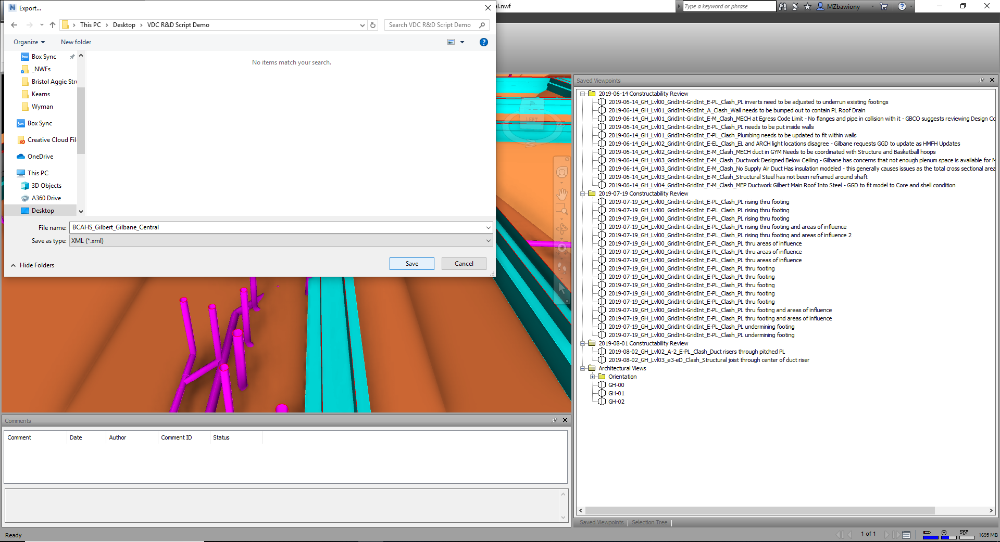 Export...
al.nwf
Type a keyword or phrase
MZbawiony
This PC
Desktop
VDC R&D Script Demo
Search VDC R&D Script Demo
Organize
New folder
Box Sync
_NWFs
Bristol Aggie Str
Kearns
Wyman
Box Sync
Creative Cloud Fil
OneDrive
This PC
3D Objects
A360 Drive
Desktop
No items match your search.
File name:
BCAHS_Gilbert_Gilbane_Central
Save as type:
XML (*.xml)
Hide Folders
Save
Cancel
LEFT
Saved Viewpoints
2019-06-14 Constructability Review
2019-06-14_GH_Lvl00_GridInt-GridInt_E-PL_Clash_PL inverts need to be adjusted to underrun existing footings
2019-06-14_GH_Lvl01_GridInt-GridInt_A_Clash_Wall needs to be bumped out to contain PL Roof Drain
2019-06-14_GH_Lvl01_GridInt-GridInt_E-M_Clash_MECH at Egress Code Limit - No flanges and pipe in collision with it - GBCO suggests reviewing Design Co
2019-06-14_GH_Lvl01_GridInt-GridInt_E-PL_Clash_PL needs to be put inside walls
2019-06-14_GH_Lvl01_GridInt-GridInt_E-PL_Clash_Plumbing needs to be updated to fit within walls
2019-06-14_GH_Lvl02_GridInt-GridInt_E-EL_Clash_EL and ARCH light locations disagree - Gilbane requests GGD to update as HMFH Updates
2019-06-14_GH_Lvl02_GridInt-GridInt_E-M_Clash_MECH duct in GYM Needs to be coordinated with Structure and Basketball hoops
2019-06-14_GH_Lvl03_GridInt-GridInt_E-M_Clash_Ductwork Designed Below Ceiling - Gilbane has concerns that not enough plenum space is available for M
2019-06-14_GH_Lvl03_GridInt-GridInt_E-M_Clash_No Supply Air Duct Has insulation modeled - this generally causes issues as the total cross sectional area
2019-06-14_GH_Lvl03_GridInt-GridInt_E-M_Clash_Structural Steel has not been reframed around shaft
2019-06-14_GH_Lvl04_GridInt-GridInt_E-M_Clash_MEP Ductwork Gilbert Main Roof Into Steel - GGD to fit model to Core and shell condition
2019-07-19 Constructability Review
2019-07-19_GH_Lvl00_GridInt-GridInt_E-PL_Clash_PL rising thru footing
2019-07-19_GH_Lvl00_GridInt-GridInt_E-PL_Clash_PL rising thru footing
2019-07-19_GH_Lvl00_GridInt-GridInt_E-PL_Clash_PL rising thru footing
2019-07-19_GH_Lvl00_GridInt-GridInt_E-PL_Clash_PL rising thru footing and areas of influence
2019-07-19_GH_Lvl00_GridInt-GridInt_E-PL_Clash_PL rising thru footing and areas of influence 2
2019-07-19_GH_Lvl00_GridInt-GridInt_E-PL_Clash_PL thru areas of influence
2019-07-19_GH_Lvl00_GridInt-GridInt_E-PL_Clash_PL thru areas of influence
2019-07-19_GH_Lvl00_GridInt-GridInt_E-PL_Clash_PL thru areas of influence
2019-07-19_GH_Lvl00_GridInt-GridInt_E-PL_Clash_PL thru footing
2019-07-19_GH_Lvl00_GridInt-GridInt_E-PL_Clash_PL thru footing
2019-07-19_GH_Lvl00_GridInt-GridInt_E-PL_Clash_PL thru footing
2019-07-19_GH_Lvl00_GridInt-GridInt_E-PL_Clash_PL thru footing
2019-07-19_GH_Lvl00_GridInt-GridInt_E-PL_Clash_PL thru footing
2019-07-19_GH_Lvl00_GridInt-GridInt_E-PL_Clash_PL thru footing and areas of influence
2019-07-19_GH_Lvl00_GridInt-GridInt_E-PL_Clash_PL thru footing and areas of influence
2019-07-19_GH_Lvl00_GridInt-GridInt_E-PL_Clash_PL undermining footing
2019-07-19_GH_Lvl00_GridInt-GridInt_E-PL_Clash_PL undermining footing
2019-08-01 Constructability Review
2019-08-02_GH_Lvl02_A-2_E-PL_Clash_Duct risers through pitched PL
2019-08-02_GH_Lvl03_e3-eD_Clash_Structural joist through center of duct riser
Architectural Views
Orientation
GH-00
GH-01
GH-02
Saved Viewpoints
Selection Tree
Comments
Comment
Date
Author
Comment ID
Status
Ready
1 of 1
1695 MB